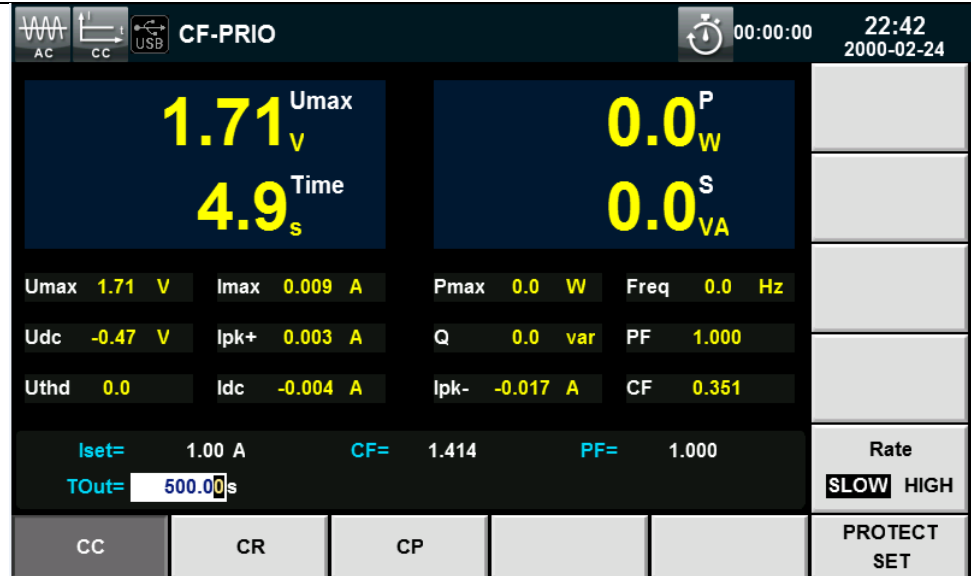 AC CC USB CF-PRIO 00:00:00 22:42
2000-02-24
1.71 Umax V 0.0 P W
4.9 Time s 0.0 S VA
Umax 1.71 V Imax 0.009 A Pmax 0.0 W Freq 0.0 Hz
Udc -0.47 V Ipk+ 0.003 A Q 0.0 var PF 1.000
Uthd 0.0 Idc -0.004 A Ipk- -0.017 A CF 0.351
Iset= 1.00 A CF= 1.414 PF= 1.000
TOut= 500.00s
Rate
SLOW HIGH
CC CR CP PROTECT
SET